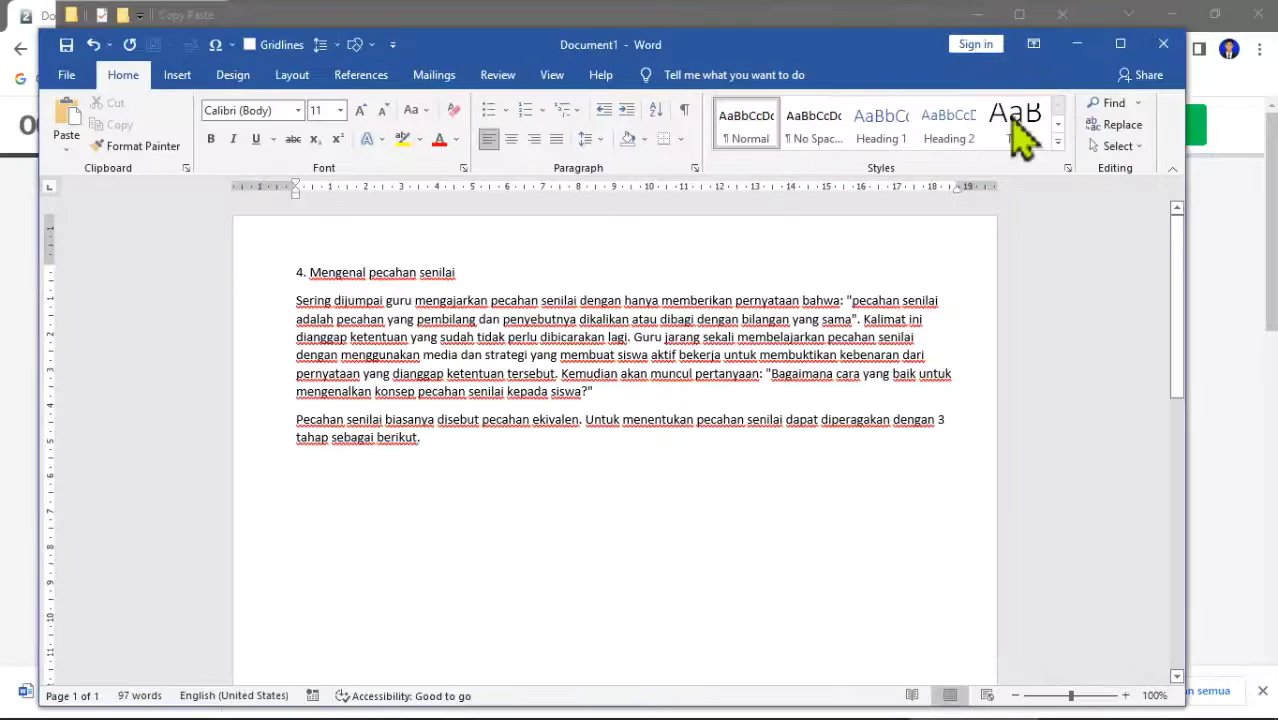 2 Do
Copy Paste
Gridlines
Document1 - Word
Sign in
File Home Insert Design Layout References Mailings Review View Help Tell me what you want to do Share
Paste
Cut
Copy
Format Painter
Clipboard
Calibri (Body) 11
Font
Paragraph
AaBbCcDc AaBbCcDc AaBbCc AaBbCcD AaB
¶ Normal ¶ No Spac... Heading 1 Heading 2
Styles
Find
Replace
Select
Editing
4. Mengenal pecahan senilai
Sering dijumpai guru mengajarkan pecahan senilai dengan hanya memberikan pernyataan bahwa: "pecahan senilai
adalah pecahan yang pembilang dan penyebutnya dikalikan atau dibagi dengan bilangan yang sama". Kalimat ini
dianggap ketentuan yang sudah tidak perlu dibicarakan lagi. Guru jarang sekali membelajarkan pecahan senilai
dengan menggunakan media dan strategi yang membuat siswa aktif bekerja untuk membuktikan kebenaran dari
pernyataan yang dianggap ketentuan tersebut. Kemudian akan muncul pertanyaan: "Bagaimana cara yang baik untuk
mengenalkan konsep pecahan senilai kepada siswa?"
Pecahan senilai biasanya disebut pecahan ekivalen. Untuk menentukan pecahan senilai dapat diperagakan dengan 3
tahap sebagai berikut.
Page 1 of 1 97 words English (United States) Accessibility: Good to go 100%
an semua